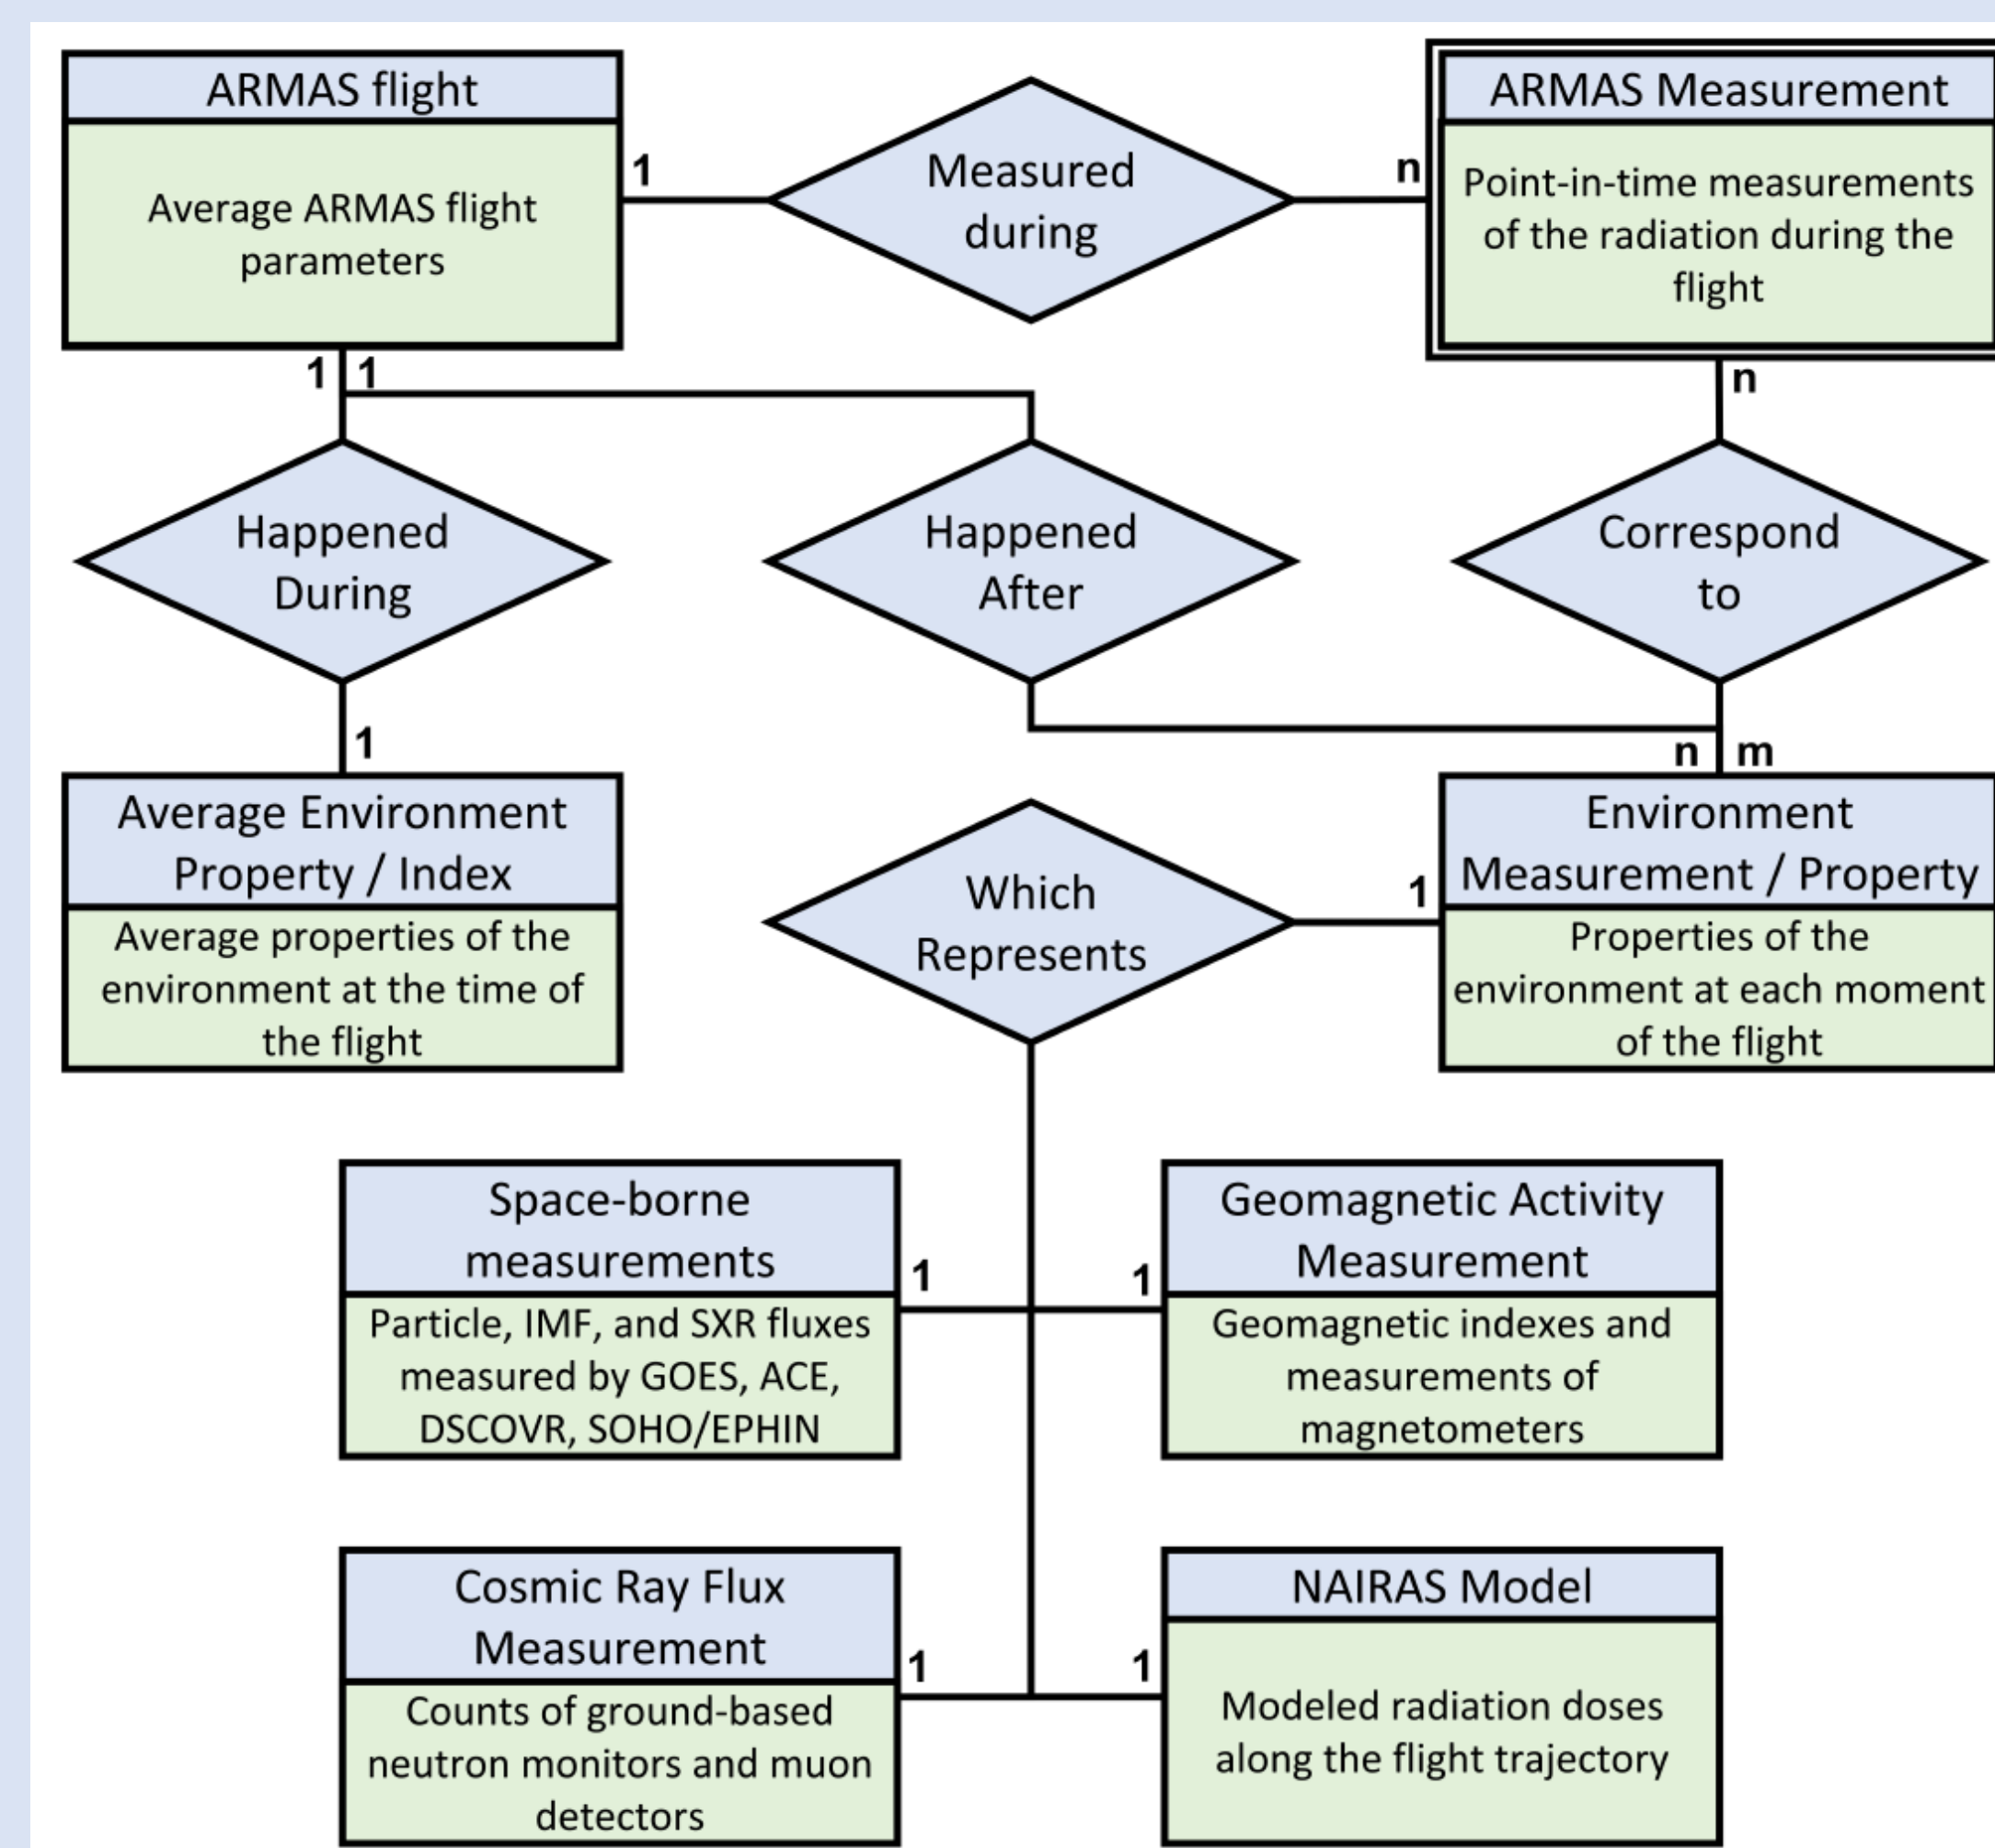 ARMAS flight
Average ARMAS flight
parameters
1
Measured
during
n
ARMAS Measurement
Point-in-time measurements
of the radiation during the
flight
1 1
n
Happened
During
Happened
After
Correspond
to
1
n m
Average Environment
Property / Index
Average properties of the
environment at the time of
the flight
Which
Represents
1
Environment
Measurement / Property
Properties of the
environment at each moment
of the flight
Space-borne
measurements
Particle, IMF, and SXR fluxes
measured by GOES, ACE,
DSCOVR, SOHO/EPHIN
1
1
Geomagnetic Activity
Measurement
Geomagnetic indexes and
measurements of
magnetometers
Cosmic Ray Flux
Measurement
Counts of ground-based
neutron monitors and muon
detectors
1
1
NAIRAS Model
Modeled radiation doses
along the flight trajectory